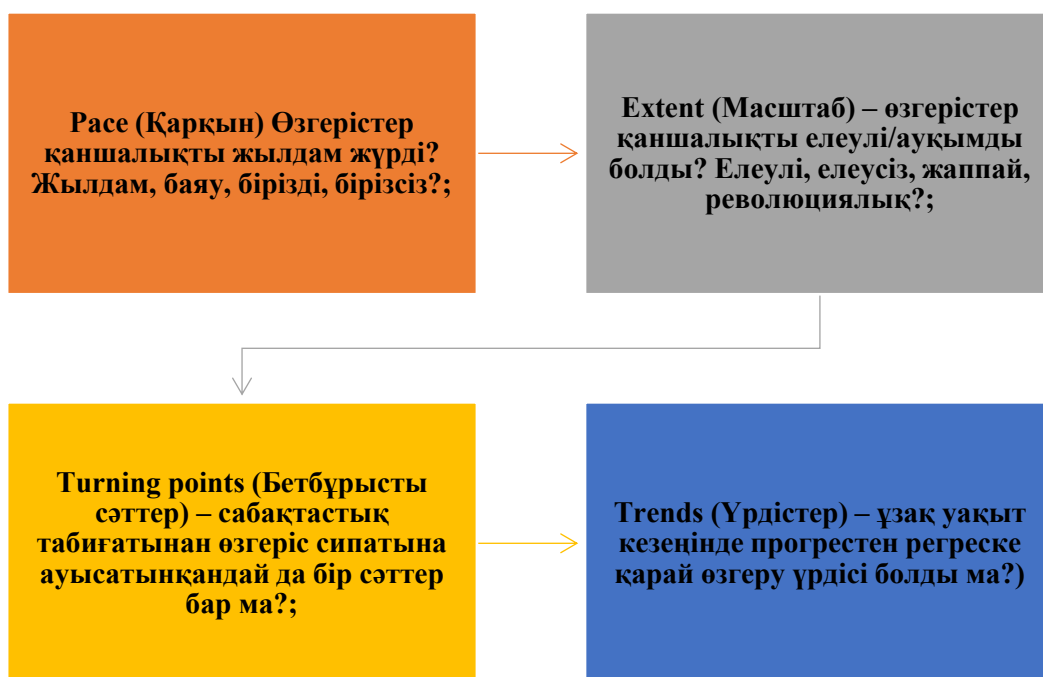 Pace (Қарқын) Өзгерістер
қаншалықты жылдам жүрді?
Жылдам, баяу, бірізді, бірізсіз?;
Extent (Масштаб) – өзгерістер
қаншалықты елеулі/ауқымды
болды? Елеулі, елеусіз, жаппай,
революциялық?;
Turning points (Бетбұрысты
сәттер) – сабақтастық
табиғатынан өзгеріс сипатына
ауысатынқандай да бір сәттер
бар ма?;
Trends (Үрдістер) – ұзақ уақыт
кезеңінде прогрестен регреске
қарай өзгеру үрдісі болды ма?)